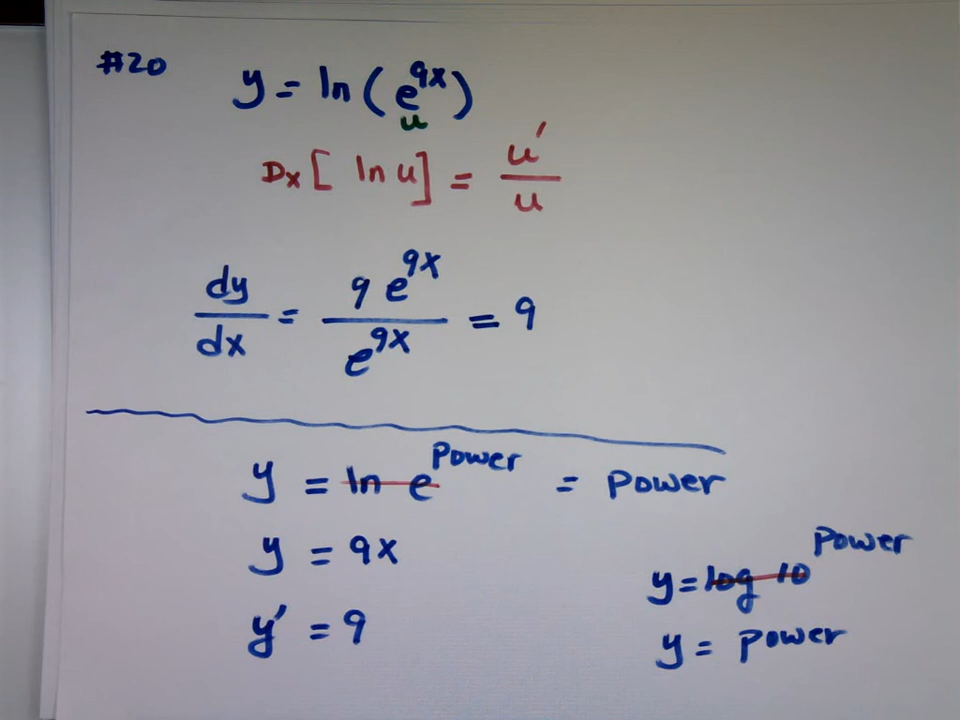 #20 y = ln(e^9x)
u
Dx[ ln u] = u'/u
dy/dx = 9 e^9x / e^9x = 9
y = ln e^Power = Power
y = 9x
y' = 9
y = log 10^Power
y = power